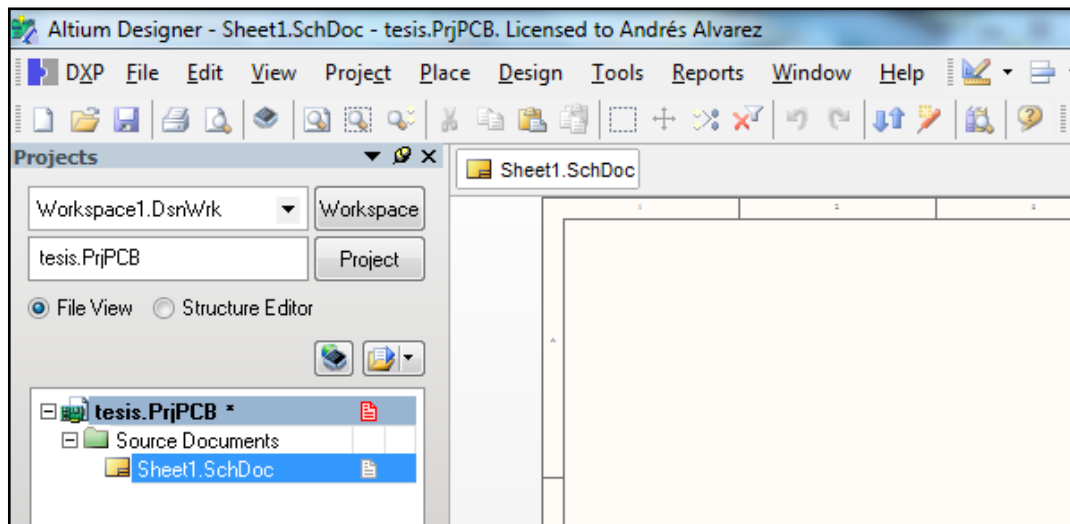 Altium Designer - Sheet1.SchDoc - tesis.PrjPCB. Licensed to Andrés Alvarez
DXP File Edit View Project Place Design Tools Reports Window Help
Projects
Sheet1.SchDoc
Workspace1.DsnWrk Workspace
tesis.PrjPCB Project
File View Structure Editor
tesis.PrjPCB *
Source Documents
Sheet1.SchDoc